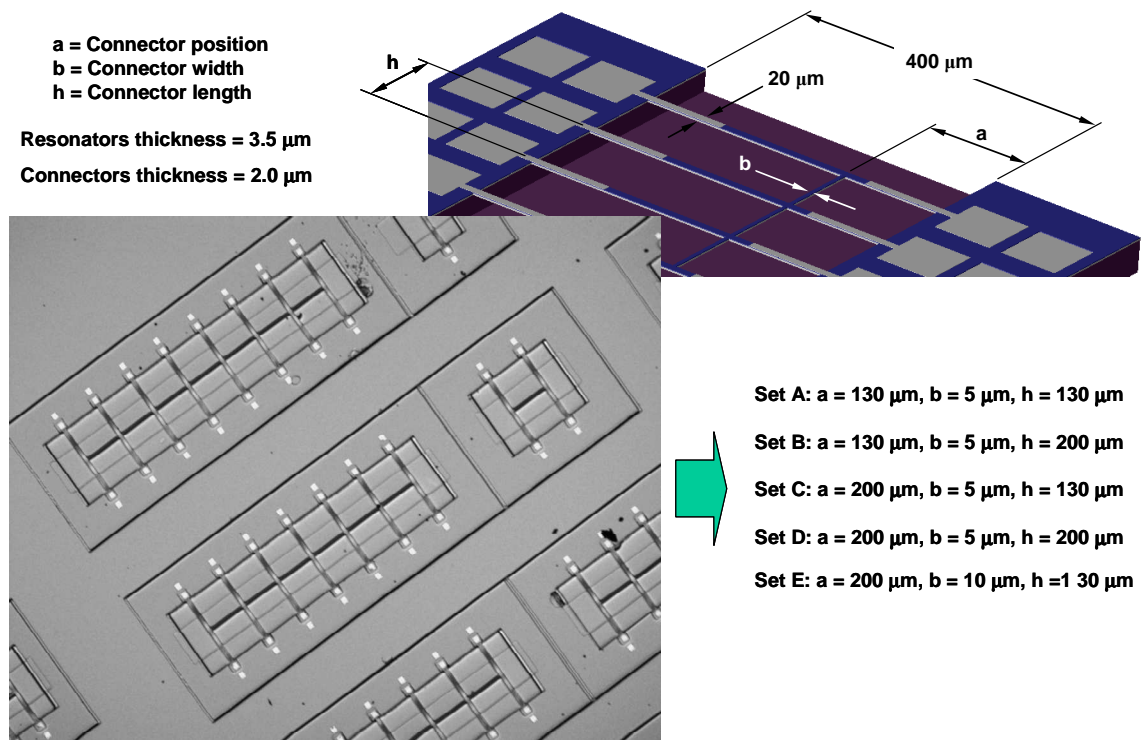 a = Connector position
b = Connector width
h = Connector length
Resonators thickness = 3.5 μm
Connectors thickness = 2.0 μm
h
20 μm
400 μm
a
b
Set A: a = 130 μm, b = 5 μm, h = 130 μm
Set B: a = 130 μm, b = 5 μm, h = 200 μm
Set C: a = 200 μm, b = 5 μm, h = 130 μm
Set D: a = 200 μm, b = 5 μm, h = 200 μm
Set E: a = 200 μm, b = 10 μm, h =1 30 μm